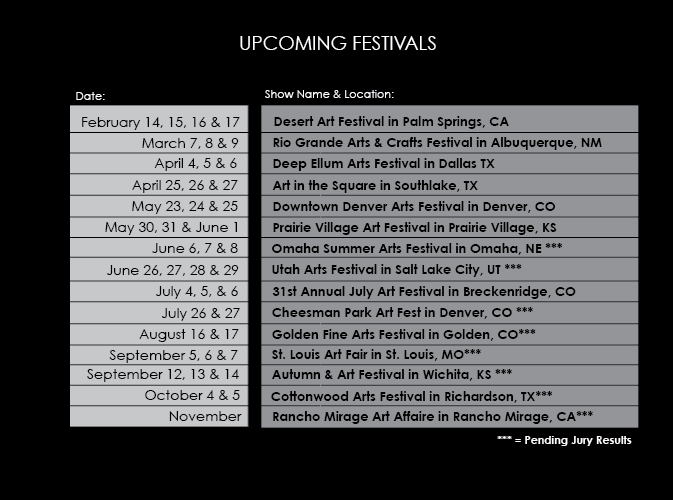 UPCOMING FESTIVALS
Date: Show Name & Location:
February 14, 15, 16 & 17 Desert Art Festival in Palm Springs, CA
March 7, 8 & 9 Rio Grande Arts & Crafts Festival in Albuquerque, NM
April 4, 5 & 6 Deep Ellum Arts Festival in Dallas TX
April 25, 26 & 27 Art in the Square in Southlake, TX
May 23, 24 & 25 Downtown Denver Arts Festival in Denver, CO
May 30, 31 & June 1 Prairie Village Art Festival in Prairie Village, KS
June 6, 7 & 8 Omaha Summer Arts Festival in Omaha, NE ***
June 26, 27, 28 & 29 Utah Arts Festival in Salt Lake City, UT ***
July 4, 5, & 6 31st Annual July Art Festival in Breckenridge, CO
July 26 & 27 Cheesman Park Art Fest in Denver, CO ***
August 16 & 17 Golden Fine Arts Festival in Golden, CO***
September 5, 6 & 7 St. Louis Art Fair in St. Louis, MO***
September 12, 13 & 14 Autumn & Art Festival in Wichita, KS ***
October 4 & 5 Cottonwood Arts Festival in Richardson, TX***
November Rancho Mirage Art Affaire in Rancho Mirage, CA***
*** = Pending Jury Results